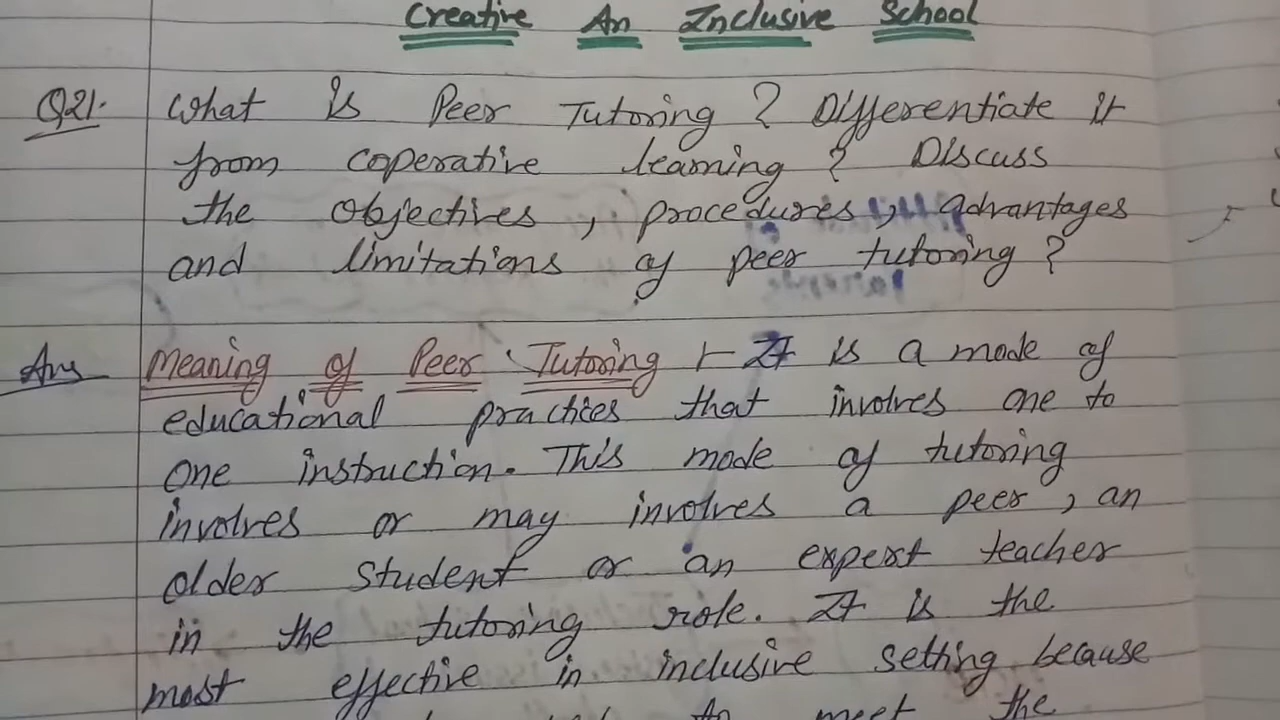 Creative An Inclusive School
Q21. What is Peer Tutoring ? Differentiate it
from coperative learning ? Discuss
the objectives, procedures, advantages
and limitations of peer tutoring ?
Ans Meaning of Peer Tutoring :- It is a mode of
educational practices that involves one to
one instruction. This mode of tutoring
involves or may involves a peer, an
older student or an expert teacher
in the tutoring role. It is the
most effective in inclusive setting because
meet the